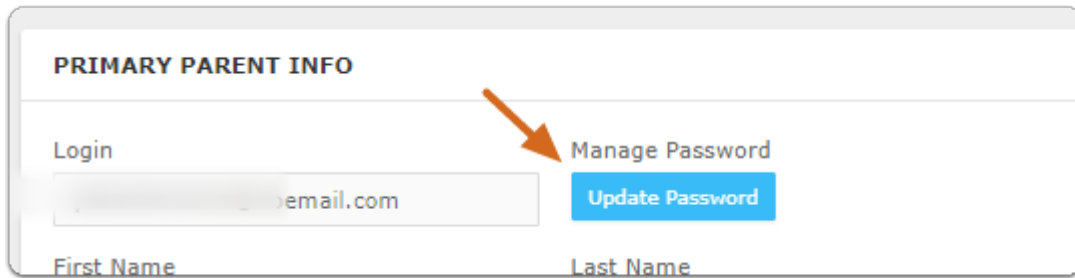 PRIMARY PARENT INFO
Login
Manage Password
email.com
Update Password
First Name
Last Name